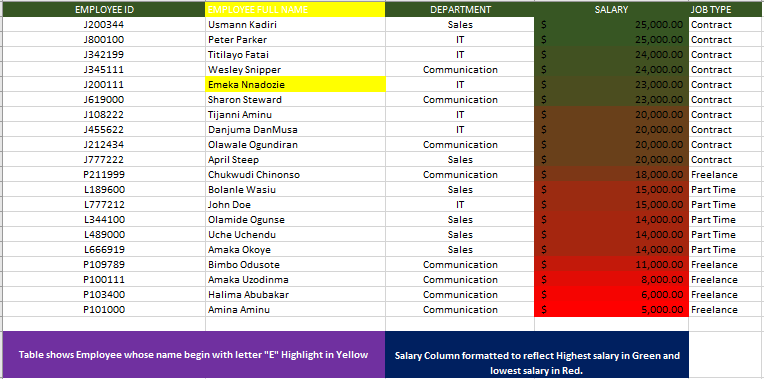 EMPLOYEE ID EMPLOYEE FULL NAME DEPARTMENT SALARY JOB TYPE
J200344 Usmann Kadiri Sales $ 25,000.00 Contract
J800100 Peter Parker IT $ 25,000.00 Contract
J342199 Titilayo Fatai IT $ 24,000.00 Contract
J345111 Wesley Snipper Communication $ 24,000.00 Contract
J200111 Emeka Nnadozie IT $ 23,000.00 Contract
J619000 Sharon Steward Communication $ 23,000.00 Contract
J108222 Tijanni Aminu IT $ 20,000.00 Contract
J455622 Danjuma DanMusa IT $ 20,000.00 Contract
J212434 Olawale Ogundiran Communication $ 20,000.00 Contract
J777222 April Steep Sales $ 20,000.00 Contract
P211999 Chukwudi Chinonso Communication $ 18,000.00 Freelance
L189600 Bolanle Wasiu Sales $ 15,000.00 Part Time
L777212 John Doe IT $ 15,000.00 Part Time
L344100 Olamide Ogunse Sales $ 14,000.00 Part Time
L489000 Uche Uchendu Sales $ 14,000.00 Part Time
L666919 Amaka Okoye Sales $ 14,000.00 Part Time
P109789 Bimbo Odusote Communication $ 11,000.00 Freelance
P100111 Amaka Uzodinma Communication $ 8,000.00 Freelance
P103400 Halima Abubakar Communication $ 6,000.00 Freelance
P101000 Amina Aminu Communication $ 5,000.00 Freelance
Table shows Employee whose name begin with letter "E" Highlight in Yellow
Salary Column formatted to reflect Highest salary in Green and
lowest salary in Red.